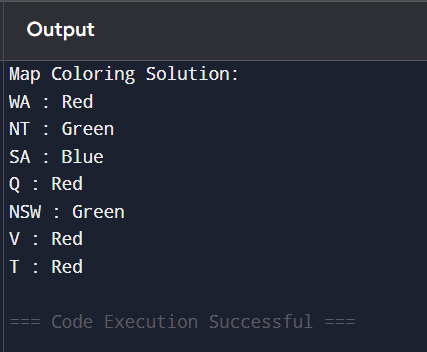 Output
Map Coloring Solution:
WA : Red
NT : Green
SA : Blue
Q : Red
NSW : Green
V : Red
T : Red
=== Code Execution Successful ===